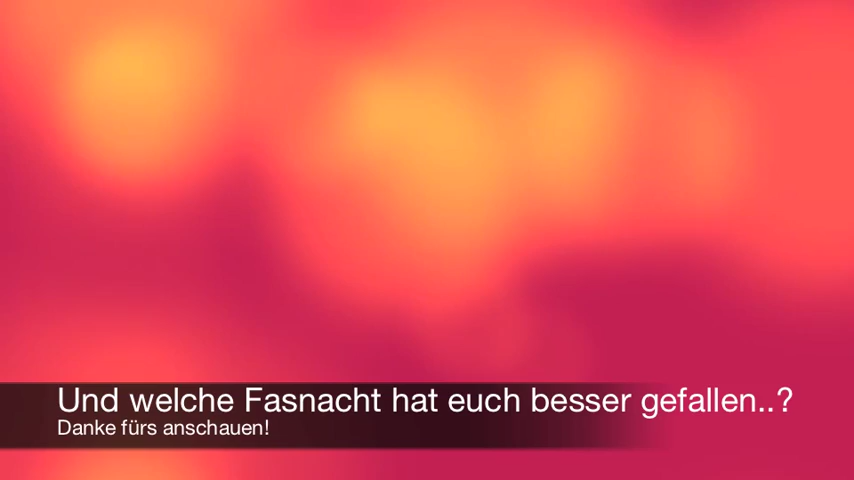 Und welche Fasnacht hat euch besser gefallen..?
Danke fürs anschauen!